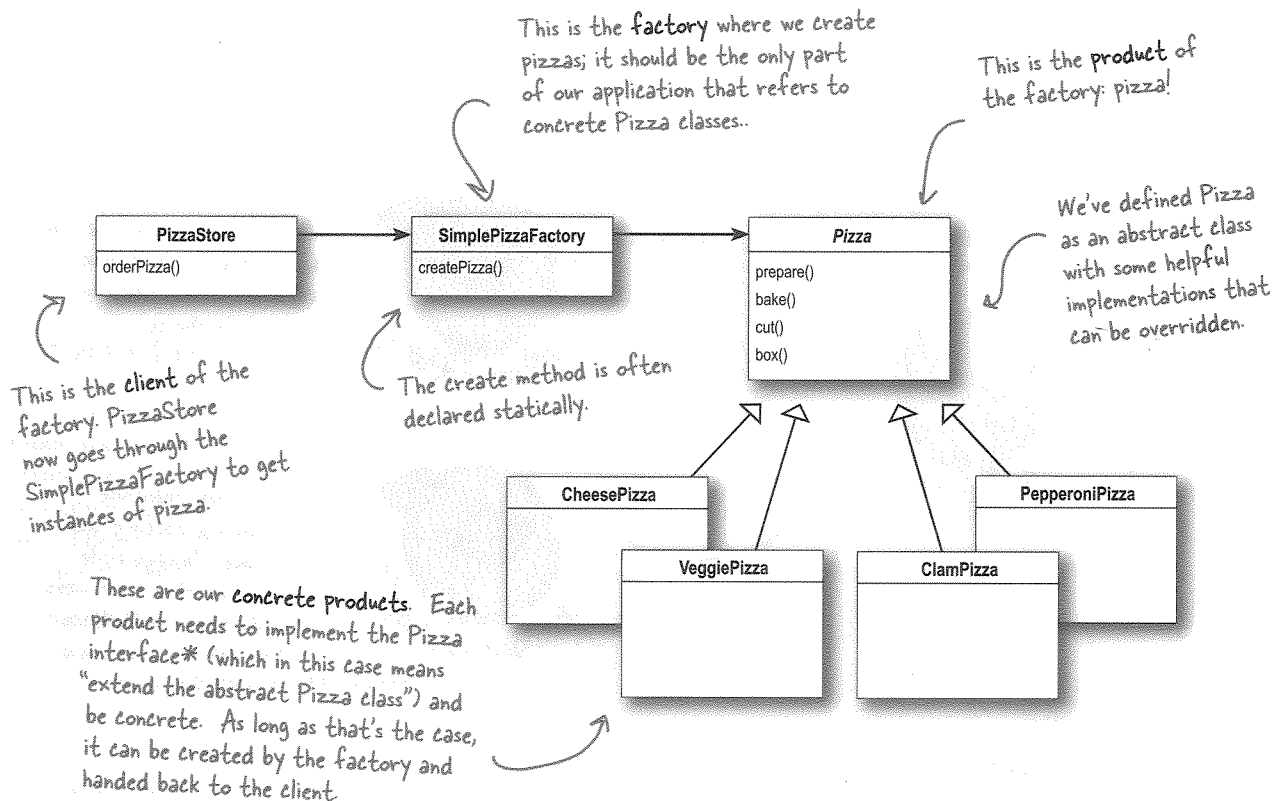 This is the factory where we create
pizzas; it should be the only part
of our application that refers to
concrete Pizza classes..
This is the product of
the factory: pizza!
We've defined Pizza
as an abstract class
with some helpful
implementations that
can be overridden.
PizzaStore
orderPizza()
SimplePizzaFactory
createPizza()
Pizza
prepare()
bake()
cut()
box()
This is the client of the
factory. PizzaStore
now goes through the
SimplePizzaFactory to get
instances of pizza.
The create method is often
declared statically.
CheesePizza
VeggiePizza
ClamPizza
PepperoniPizza
These are our concrete products. Each
product needs to implement the Pizza
interface* (which in this case means
"extend the abstract Pizza class") and
be concrete. As long as that's the case,
it can be created by the factory and
handed back to the client.